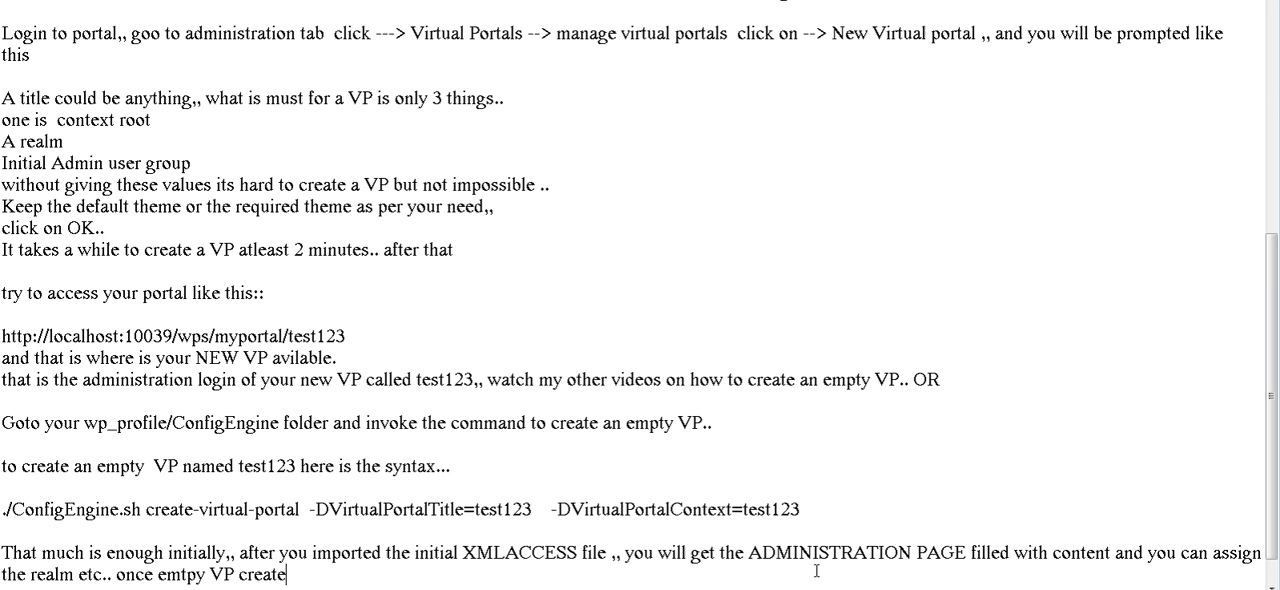 Login to portal,, goo to administration tab  click ---> Virtual Portals --> manage virtual portals  click on --> New Virtual portal ,, and you will be prompted like
this
A title could be anything,, what is must for a VP is only 3 things..
one is  context root
A realm
Initial Admin user group
without giving these values its hard to create a VP but not impossible ..
Keep the default theme or the required theme as per your need,,
click on OK..
It takes a while to create a VP atleast 2 minutes.. after that
try to access your portal like this::
http://localhost:10039/wps/myportal/test123
and that is where is your NEW VP avilable.
that is the administration login of your new VP called test123,, watch my other videos on how to create an empty VP.. OR
Goto your wp_profile/ConfigEngine folder and invoke the command to create an empty VP..
to create an empty  VP named test123 here is the syntax...
./ConfigEngine.sh create-virtual-portal  -DVirtualPortalTitle=test123    -DVirtualPortalContext=test123
That much is enough initially,, after you imported the initial XMLACCESS file ,, you will get the ADMINISTRATION PAGE filled with content and you can assign
the realm etc.. once emtpy VP create